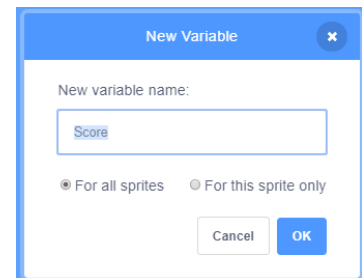 New Variable
New variable name:
Score
For all sprites For this sprite only
Cancel OK